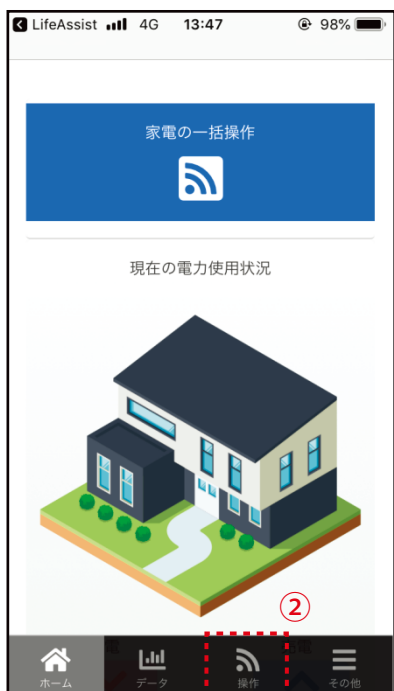 LifeAssist 4G 13:47 98%
家電の一括操作
現在の電力使用状況
②
ホーム データ 操作 その他